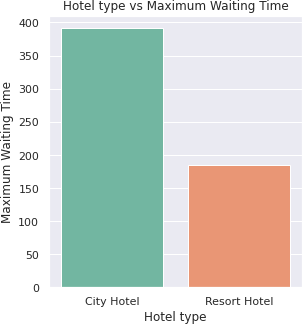 Hotel type vs Maximum Waiting Time
Maximum Waiting Time
400
350
300
250
200
150
100
50
0
City Hotel
Resort Hotel
Hotel type